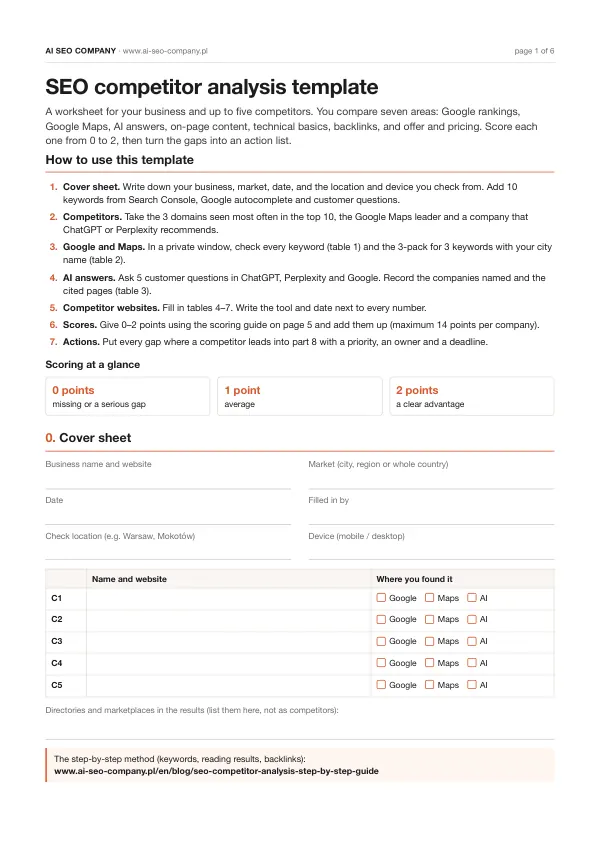 AI SEO COMPANY · www.ai-seo-company.pl
page 1 of 6
SEO competitor analysis template
A worksheet for your business and up to five competitors. You compare seven areas: Google rankings,
Google Maps, AI answers, on-page content, technical basics, backlinks, and offer and pricing. Score each
one from 0 to 2, then turn the gaps into an action list.
How to use this template
1. Cover sheet. Write down your business, market, date, and the location and device you check from. Add 10
keywords from Search Console, Google autocomplete and customer questions.
2. Competitors. Take the 3 domains seen most often in the top 10, the Google Maps leader and a company that
ChatGPT or Perplexity recommends.
3. Google and Maps. In a private window, check every keyword (table 1) and the 3-pack for 3 keywords with your city
name (table 2).
4. AI answers. Ask 5 customer questions in ChatGPT, Perplexity and Google. Record the companies named and the
cited pages (table 3).
5. Competitor websites. Fill in tables 4–7. Write the tool and date next to every number.
6. Scores. Give 0–2 points using the scoring guide on page 5 and add them up (maximum 14 points per company).
7. Actions. Put every gap where a competitor leads into part 8 with a priority, an owner and a deadline.
Scoring at a glance
0 points
missing or a serious gap
1 point
average
2 points
a clear advantage
0. Cover sheet
Business name and website
Market (city, region or whole country)
Date
Filled in by
Check location (e.g. Warsaw, Mokotów)
Device (mobile / desktop)
Name and website Where you found it
C1 Google Maps AI
C2 Google Maps AI
C3 Google Maps AI
C4 Google Maps AI
C5 Google Maps AI
Directories and marketplaces in the results (list them here, not as competitors):
The step-by-step method (keywords, reading results, backlinks):
www.ai-seo-company.pl/en/blog/seo-competitor-analysis-step-by-step-guide